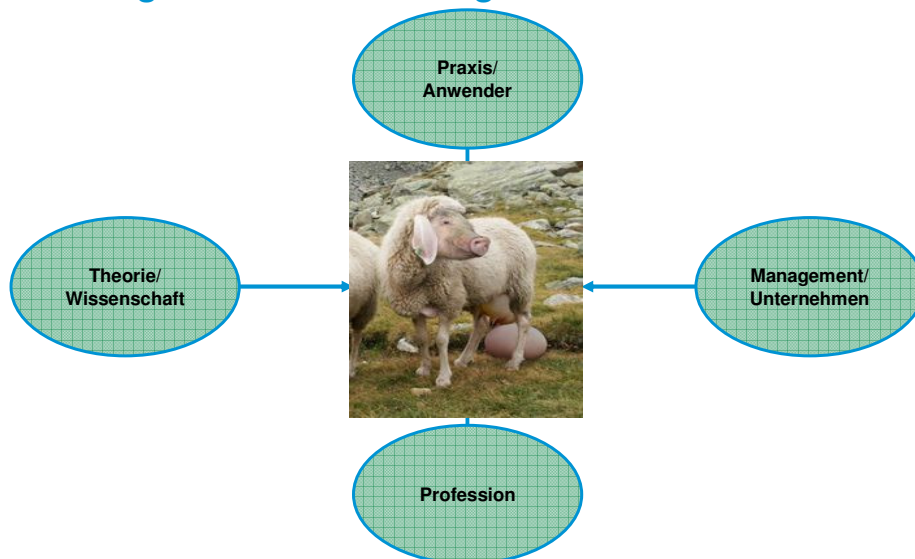 Praxis/
Anwender
Theorie/
Wissenschaft
Management/
Unternehmen
Profession